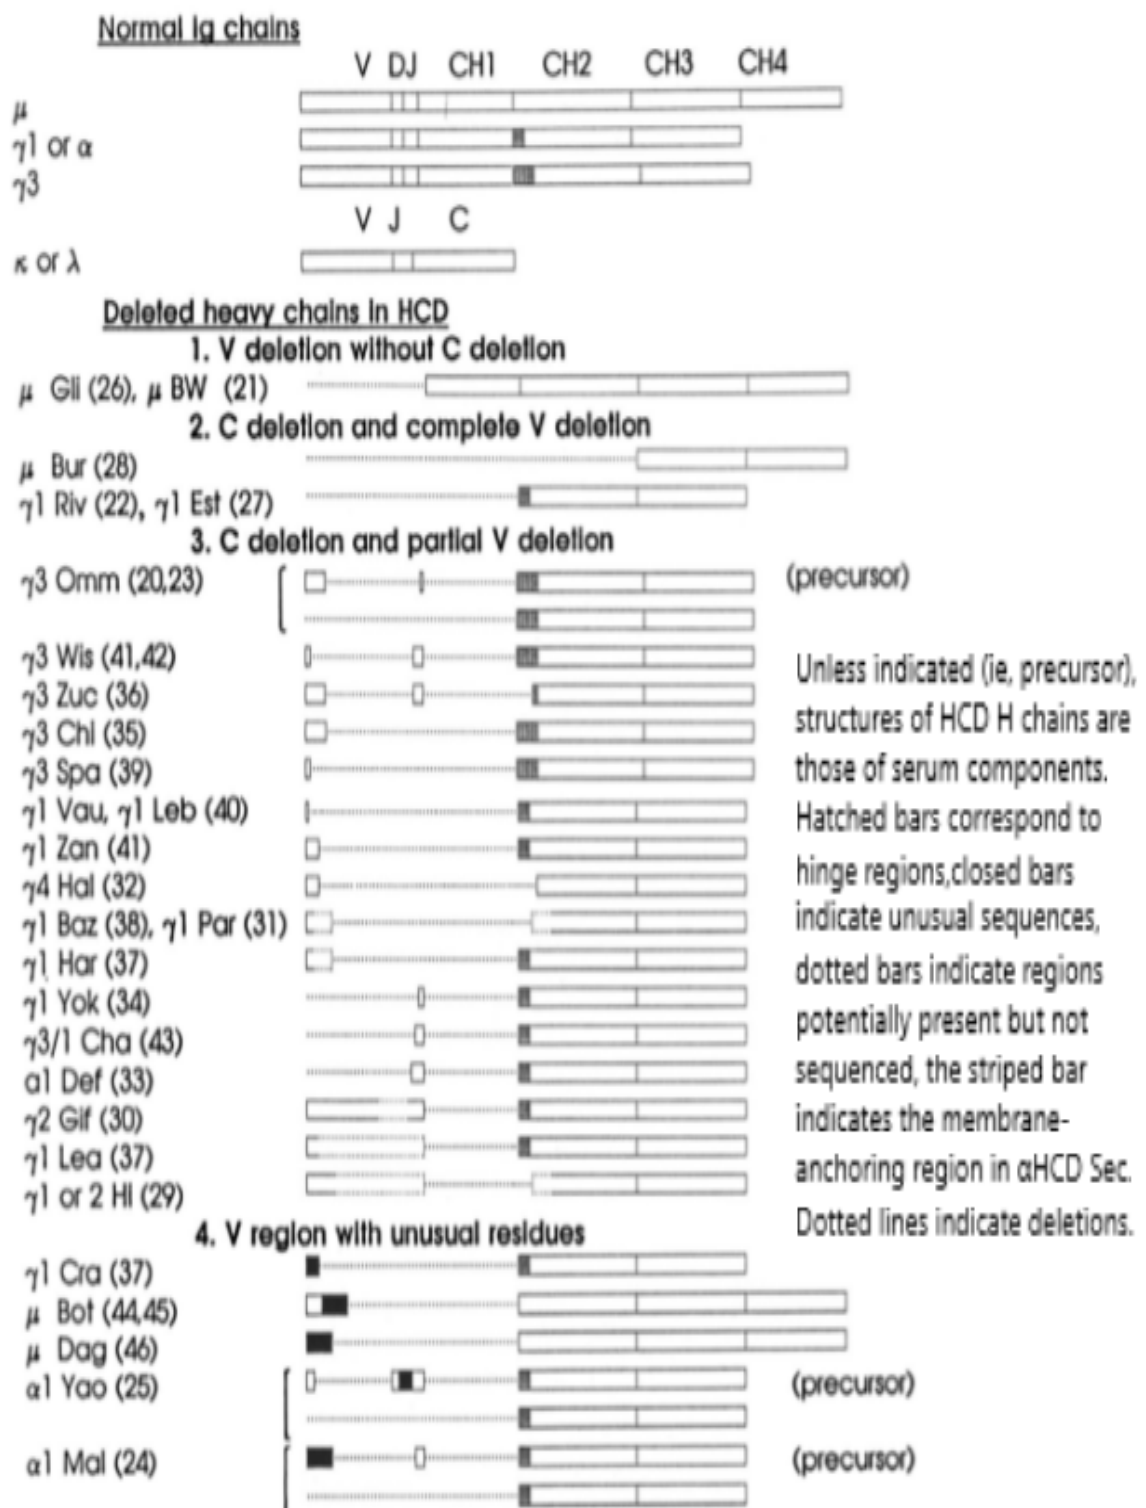 Normal Ig chains
V DJ CH1 CH2 CH3 CH4
μ
γ1 or α
γ3
V J C
κ or λ
Deleted heavy chains in HCD
1. V deletion without C deletion
μ Gli (26), μ BW (21)
2. C deletion and complete V deletion
μ Bur (28)
γ1 Riv (22), γ1 Est (27)
3. C deletion and partial V deletion
γ3 Omm (20,23) (precursor)
γ3 Wis (41,42)
γ3 Zuc (36)
γ3 Chi (35)
γ3 Spa (39)
γ1 Vau, γ1 Leb (40)
γ1 Zan (41)
γ4 Hal (32)
γ1 Baz (38), γ1 Par (31)
γ1 Har (37)
γ1 Yok (34)
γ3/1 Cha (43)
α1 Def (33)
γ2 Gif (30)
γ1 Lea (37)
γ1 or 2 HI (29)
Unless indicated (ie, precursor),
structures of HCD H chains are
those of serum components.
Hatched bars correspond to
hinge regions,closed bars
indicate unusual sequences,
dotted bars indicate regions
potentially present but not
sequenced, the striped bar
indicates the membrane-
anchoring region in αHCD Sec.
Dotted lines indicate deletions.
4. V region with unusual residues
γ1 Cra (37)
μ Bot (44,45)
μ Dag (46)
α1 Yao (25) (precursor)
α1 Mal (24) (precursor)